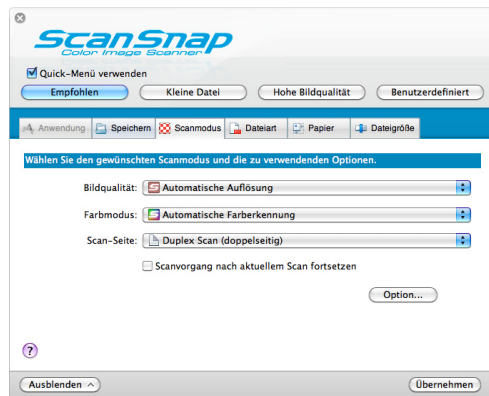 ScanSnap
Color Image Scanner
Quick-Menü verwenden
Empfohlen Kleine Datei Hohe Bildqualität Benutzerdefiniert
Anwendung Speichern Scanmodus Dateiart Papier Dateigröße
Wählen Sie den gewünschten Scanmodus und die zu verwendenden Optionen.
Bildqualität: Automatische Auflösung
Farbmodus: Automatische Farberkennung
Scan-Seite: Duplex Scan (doppelseitig)
Scanvorgang nach aktuellem Scan fortsetzen
Option...
?
Ausblenden Übernehmen